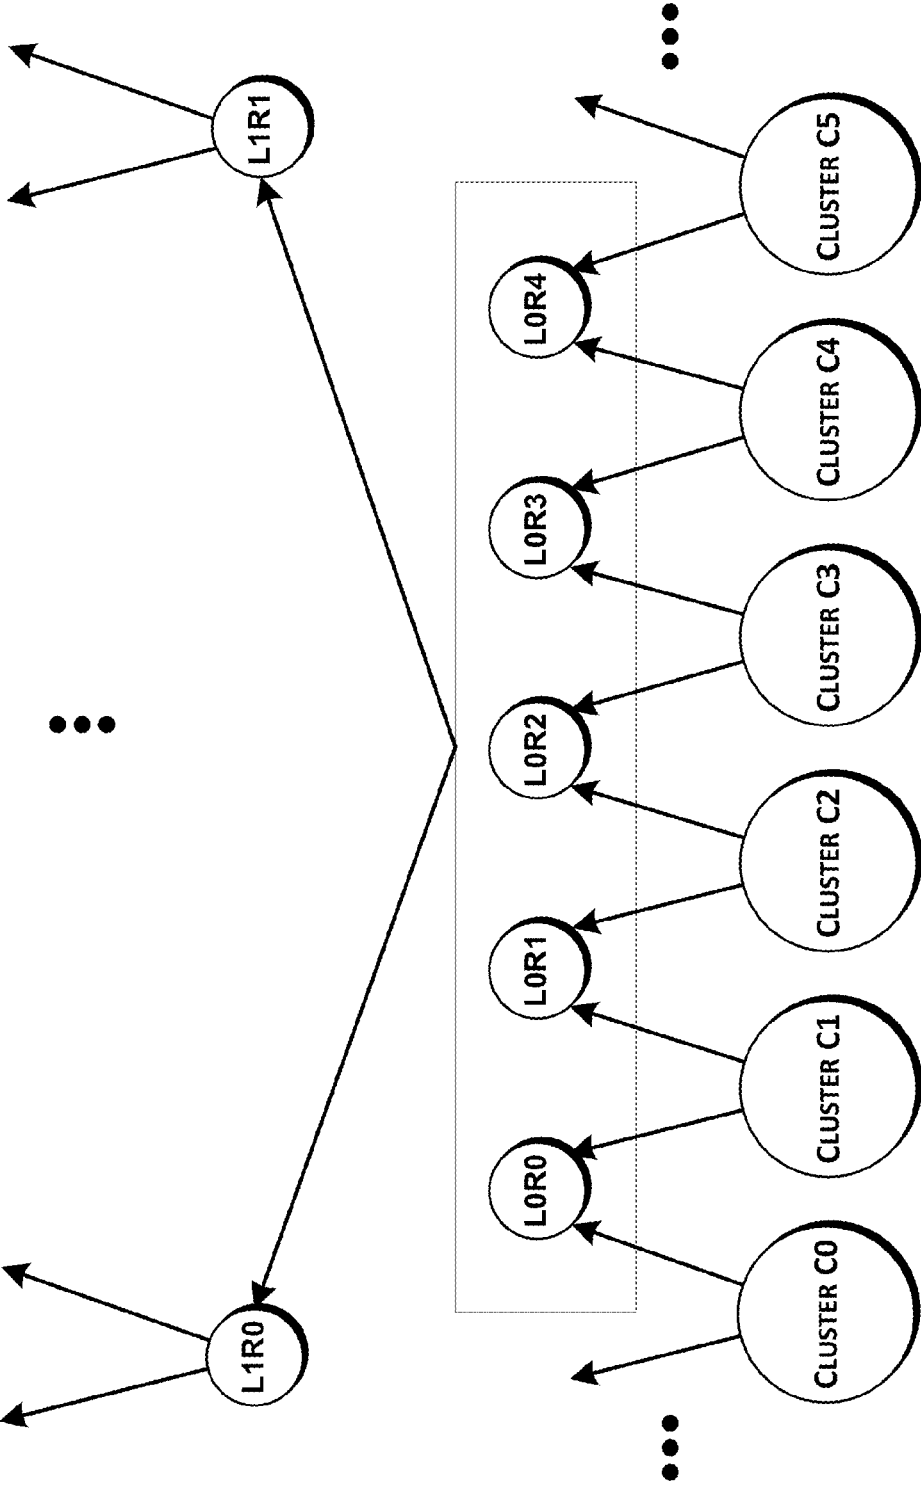 L1R0
L1R1
L0R0
L0R1
L0R2
L0R3
L0R4
CLUSTER C0
CLUSTER C1
CLUSTER C2
CLUSTER C3
CLUSTER C4
CLUSTER C5